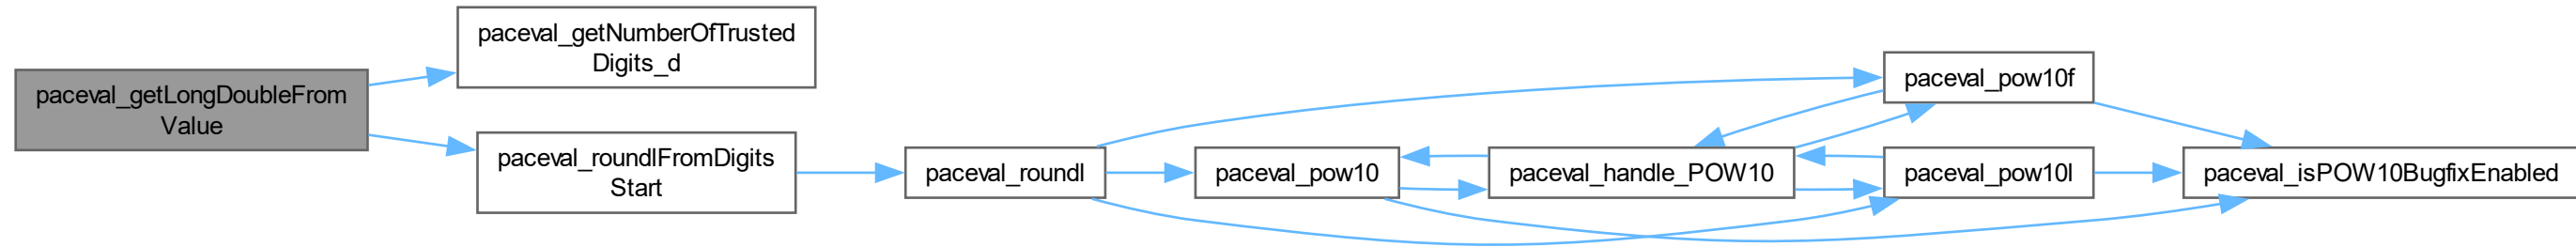 paceval_getLongDoubleFrom
Value
paceval_getNumberOfTrusted
Digits_d
paceval_roundlFromDigits
Start
paceval_roundl
paceval_pow10
paceval_handle_POW10
paceval_pow10f
paceval_pow10l
paceval_isPOW10BugfixEnabled